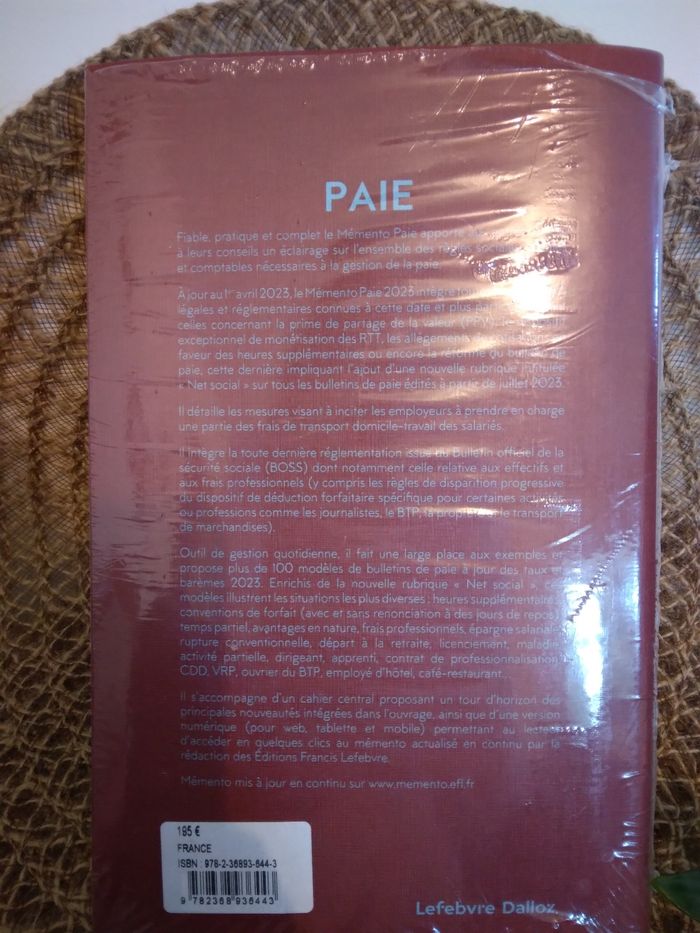 PAIE
Fiable, pratique et complet le Mémento Paie apporte
à leurs conseils un éclairage sur l'ensemble des règles sociales,
et comptables nécessaires à la gestion de la paie.
À jour au 1er avril 2023, le Mémento Paie 2023 intègre
légales et réglementaires connues à cette date et plus
celles concernant la prime de partage de la valeur (PPV),
exceptionnel de monétisation des RTT, les allégements en
faveur des heures supplémentaires ou encore la réforme du bulletin de
paie, cette dernière impliquant l'ajout d'une nouvelle rubrique intitulée
« Net social » sur tous les bulletins de paie édités à partir de juillet 2023.
Il détaille les mesures visant à inciter les employeurs à prendre en charge
une partie des frais de transport domicile-travail des salariés.
Il intègre la toute dernière réglementation issue du Bulletin officiel de la
sécurité sociale (BOSS) dont notamment celle relative aux effectifs et
aux frais professionnels (y compris les règles de disparition progressive
du dispositif de déduction forfaitaire spécifique pour certaines activités
ou professions comme les journalistes, le BTP, la propreté, le transport
de marchandises).
Outil de gestion quotidienne, il fait une large place aux exemples et
propose plus de 100 modèles de bulletins de paie à jour des taux et
barèmes 2023. Enrichis de la nouvelle rubrique « Net social », ces
modèles illustrent les situations les plus diverses : heures supplémentaires,
conventions de forfait (avec et sans renonciation à des jours de repos)
temps partiel, avantages en nature, frais professionnels, épargne salariale,
rupture conventionnelle, départ à la retraite, licenciement, maladie,
activité partielle, dirigeant, apprenti, contrat de professionnalisation
CDD, VRP, ouvrier du BTP, employé d'hôtel, café-restaurant.
Il s'accompagne d'un cahier central proposant un tour d'horizon des
principales nouveautés intégrées dans l'ouvrage, ainsi que d'une version
numérique (pour web, tablette et mobile) permettant au lecteur
d'accéder en quelques clics au mémento actualisé en continu par la
rédaction des Éditions Francis Lefebvre.
Mémento mis à jour en continu sur www.memento.efl.fr
195 €
FRANCE
ISBN : 978-2-36893-644-3
9 782368 936443
Lefebvre Dalloz